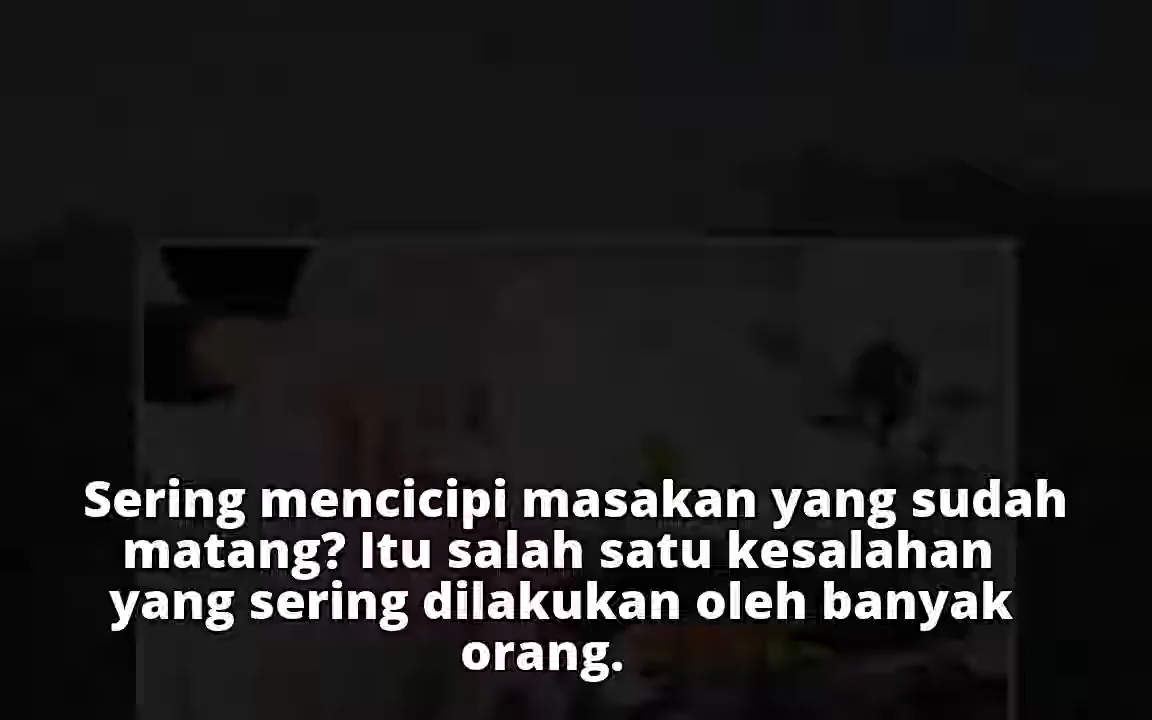 Sering mencicipi masakan yang sudah
matang? Itu salah satu kesalahan
yang sering dilakukan oleh banyak
orang.